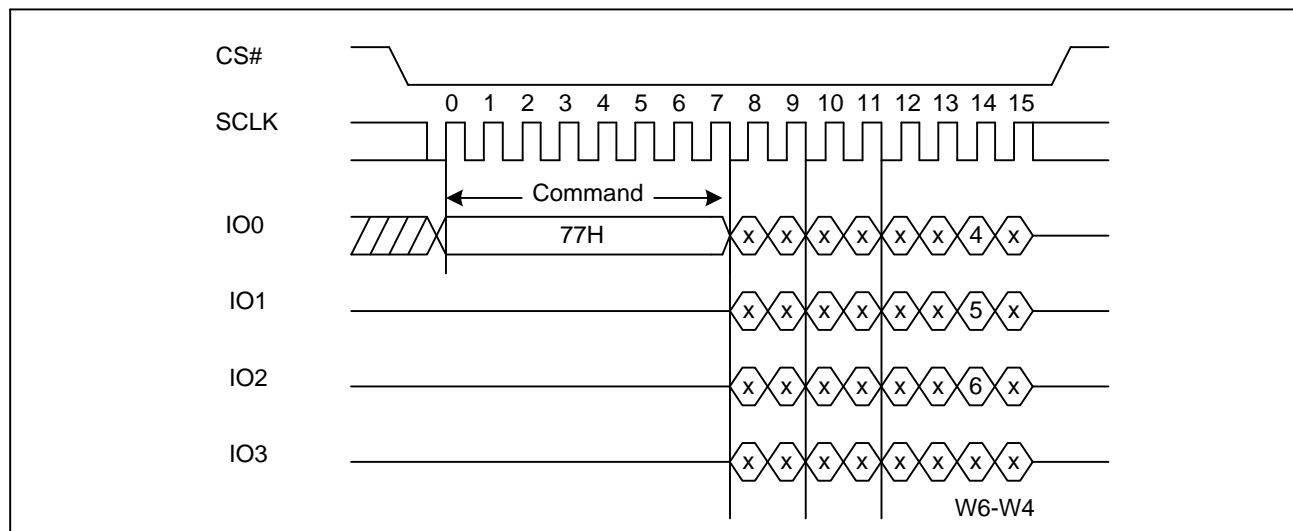 CS#
0 1 2 3 4 5 6 7 8 9 10 11 12 13 14 15
SCLK
Command
IO0 77H x x x x x x 4 x
IO1 x x x x x x 5 x
IO2 x x x x x x 6 x
IO3 x x x x x x x x
W6-W4